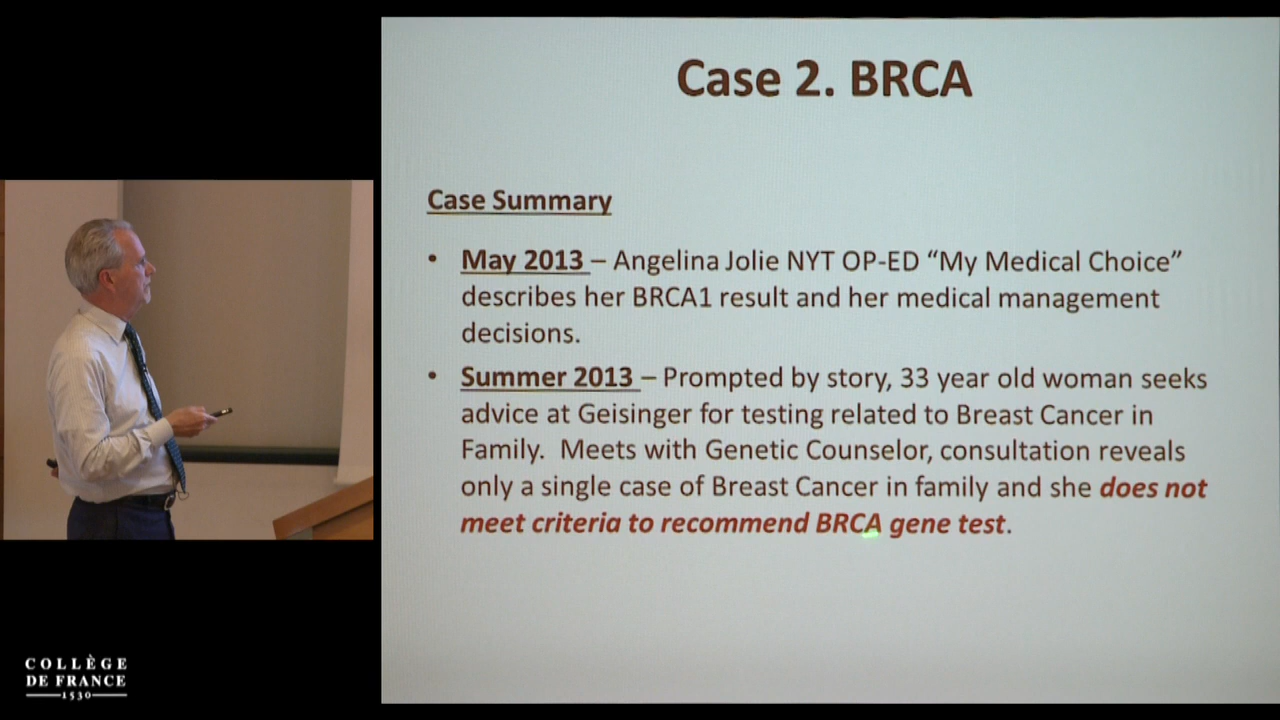 Case 2. BRCA
Case Summary
• May 2013 – Angelina Jolie NYT OP-ED “My Medical Choice”
describes her BRCA1 result and her medical management
decisions.
• Summer 2013 – Prompted by story, 33 year old woman seeks
advice at Geisinger for testing related to Breast Cancer in
Family. Meets with Genetic Counselor, consultation reveals
only a single case of Breast Cancer in family and she does not
meet criteria to recommend BRCA gene test.
COLLÈGE
DE FRANCE
1530